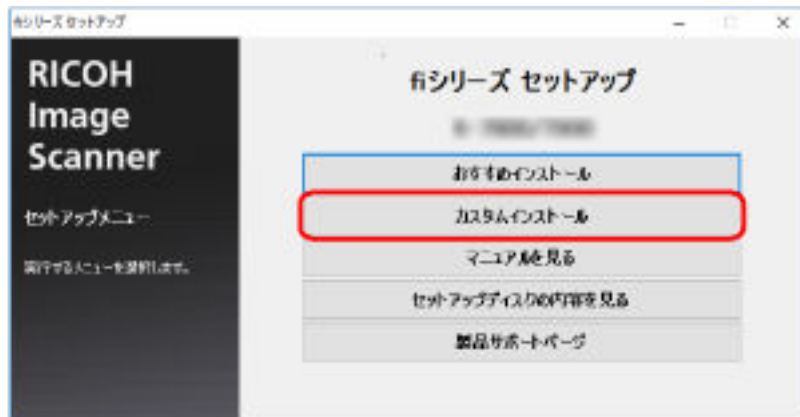 fiシリーズ セットアップ
RICOH
Image
Scanner
セットアップメニュー
実行するメニューを選択します。
fiシリーズ セットアップ
おすすめインストール
カスタムインストール
マニュアルを見る
セットアップディスクの内容を見る
製品サポートページ